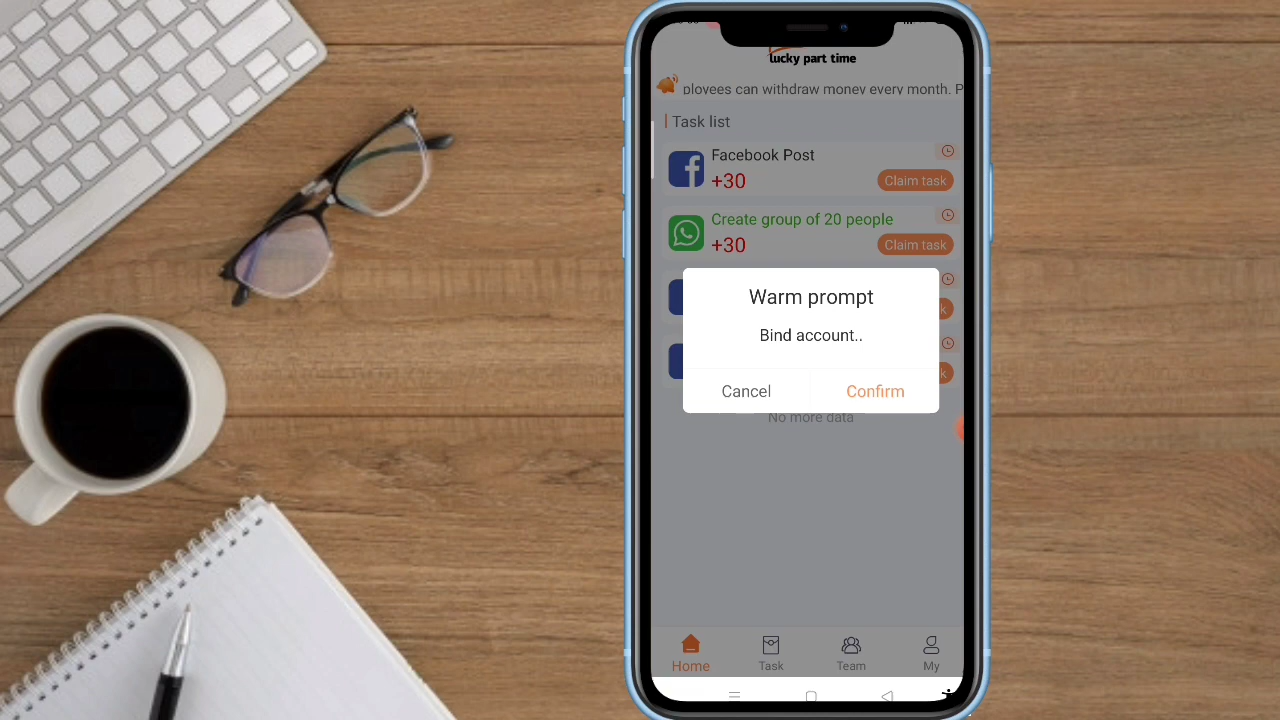 lucky part time
ployees can withdraw money every month. P
Task list
Facebook Post
+30
Claim task
Create group of 20 people
+30
Claim task
Warm prompt
Bind account..
Cancel
Confirm
No more data
Home
Task
Team
My